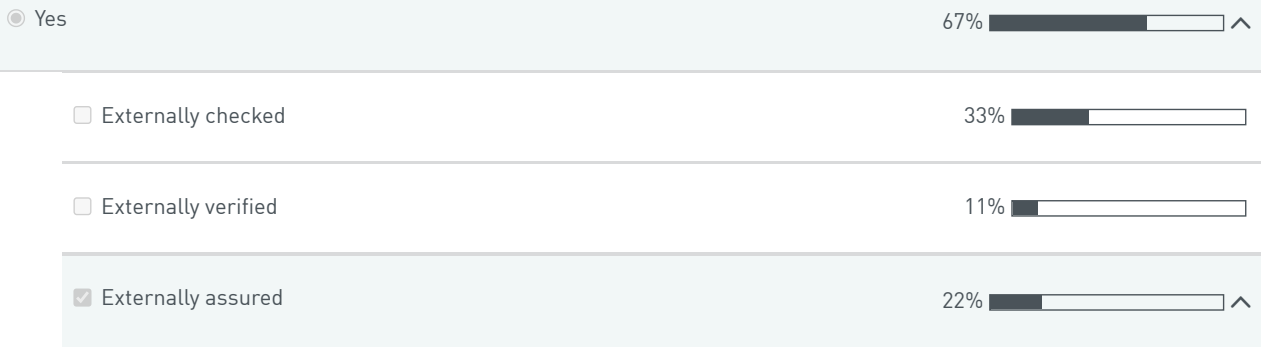 Yes 67%
Externally checked 33%
Externally verified 11%
Externally assured 22%